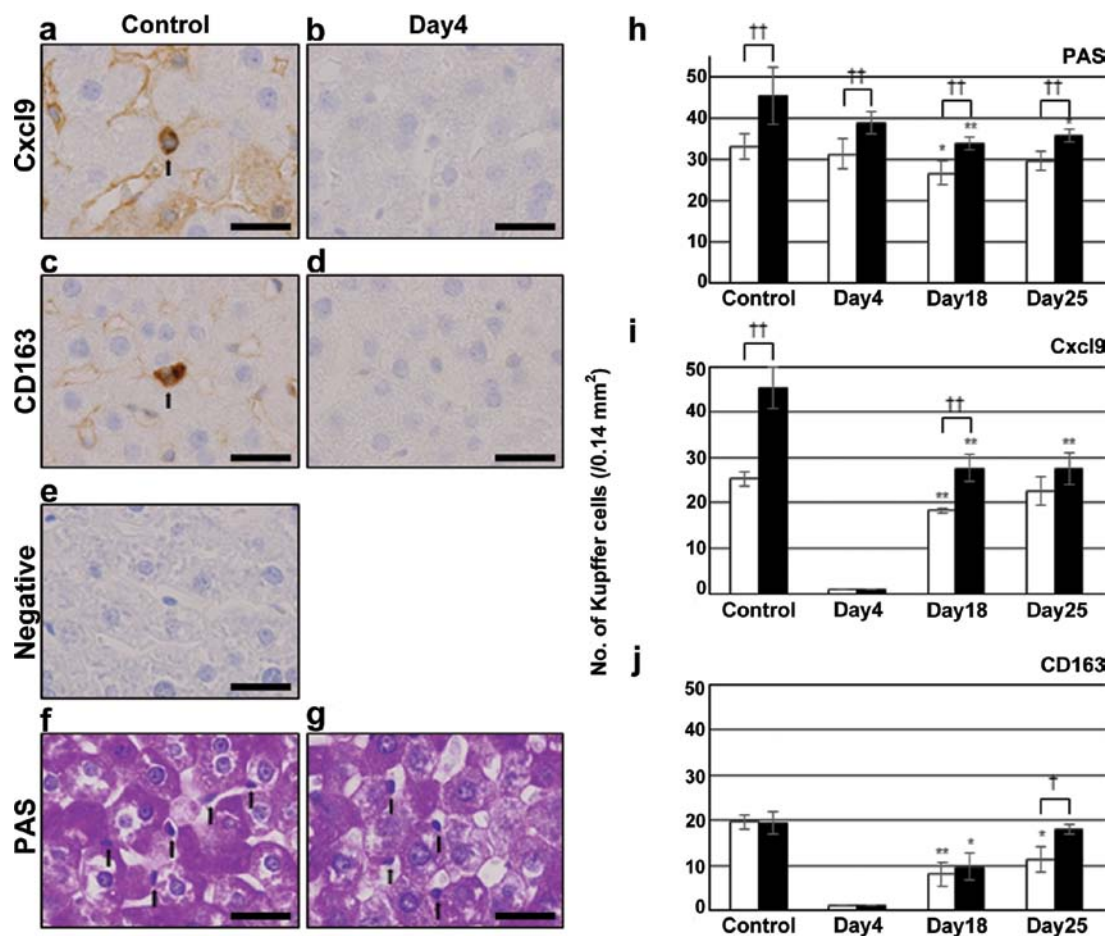 a
Control
b
Day4
Cxcl9
c
d
CD163
e
Negative
f
g
PAS
No. of Kupffer cells (/0.14 mm²)
h
PAS
††
††
††
††
50
40
30
20
10
0
**
*
*
Control
Day4
Day18
Day25
i
Cxcl9
††
††
50
40
30
20
10
0
**
**
**
Control
Day4
Day18
Day25
j
CD163
†
50
40
30
20
10
0
**
*
*
Control
Day4
Day18
Day25